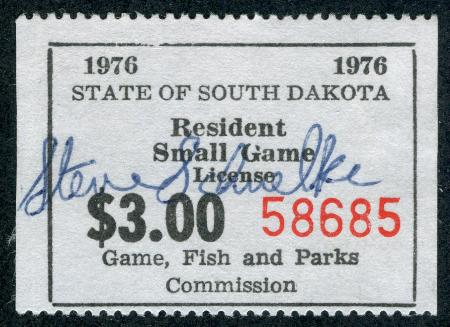 1976 1976
STATE OF SOUTH DAKOTA
Resident
Small Game
License
Steve Schuelke
$3.00 58685
Game, Fish and Parks
Commission